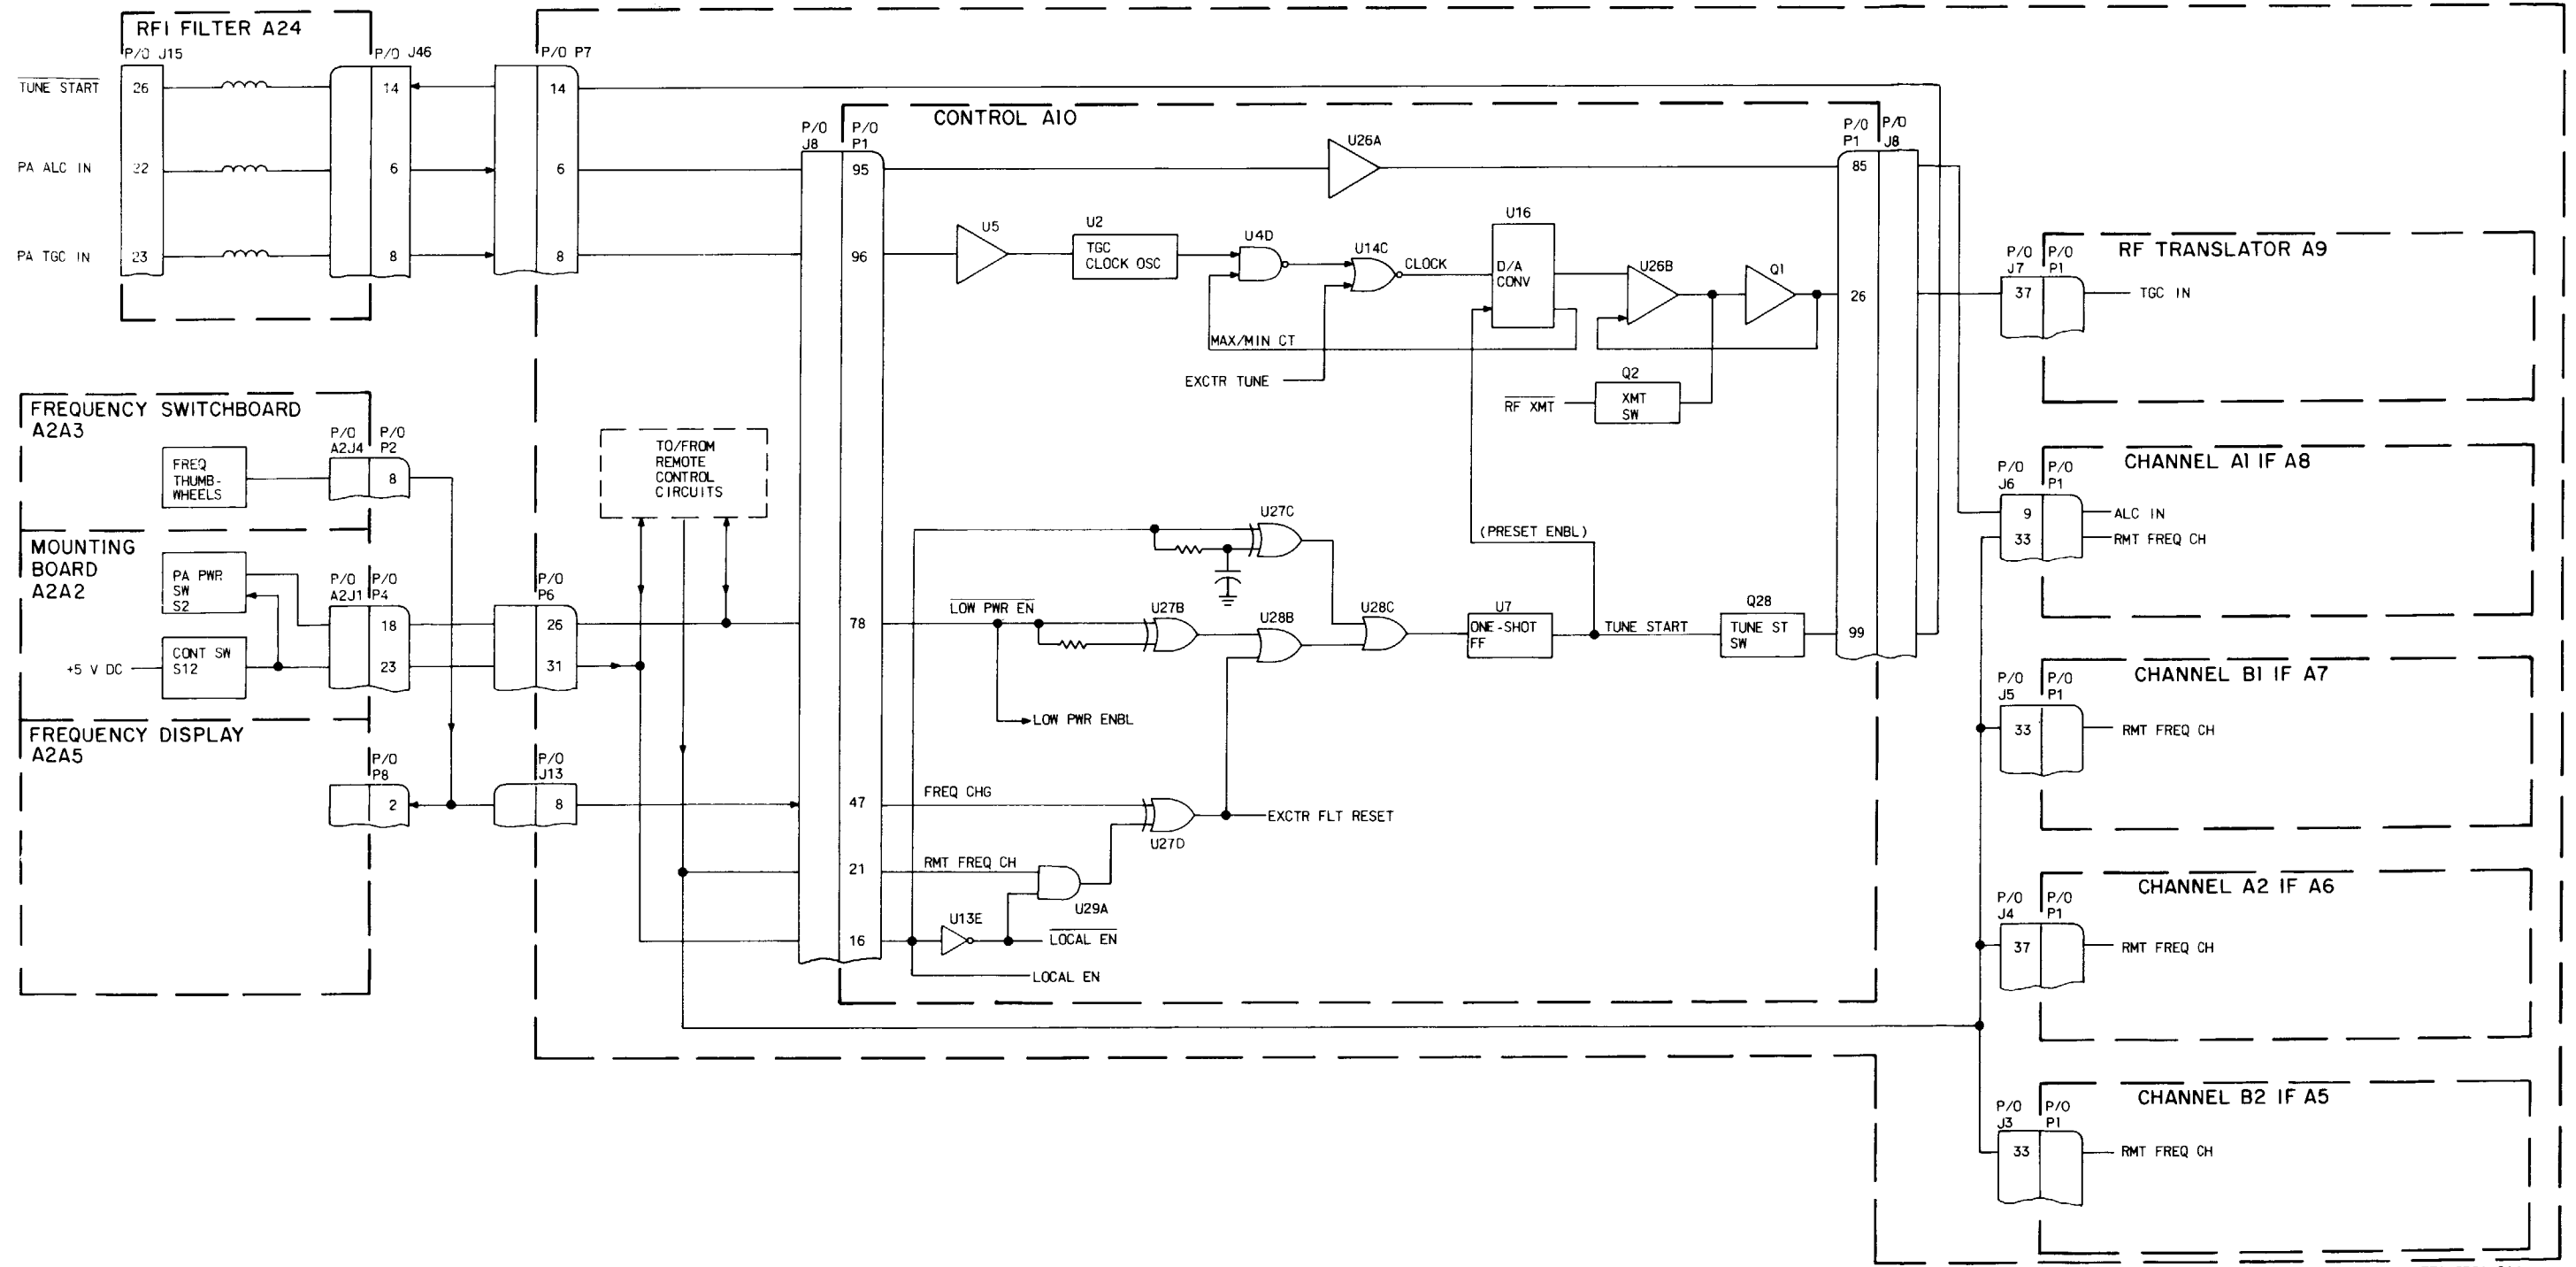 RFI FILTER A24
P/O J15
P/O J46
P/O P7
TUNE START
26
14
14
PA ALC IN
22
6
6
PA TGC IN
23
8
8
CONTROL A10
P/O
J8
P/O
P1
95
96
78
47
21
16
U26A
U5
U2
TGC
CLOCK OSC
U4D
U14C
CLOCK
U16
D/A
CONV
U26B
Q1
MAX/MIN CT
EXCTR TUNE
RF XMT
Q2
XMT
SW
(PRESET ENBL)
P/O
P1
P/O
J8
85
26
99
FREQUENCY SWITCHBOARD
A2A3
FREQ
THUMB-
WHEELS
P/O
A2J4
P/O
P2
8
MOUNTING
BOARD
A2A2
PA PWR
SW
S2
+5 V DC
CONT SW
S12
P/O
A2J1
P/O
P4
18
23
P/O
P6
26
31
FREQUENCY DISPLAY
A2A5
P/O
P8
2
P/O
J13
8
TO/FROM
REMOTE
CONTROL
CIRCUITS
U27C
LOW PWR EN
U27B
U28B
U28C
U7
ONE-SHOT
FF
TUNE START
Q28
TUNE ST
SW
LOW PWR ENBL
FREQ CHG
U27D
EXCTR FLT RESET
RMT FREQ CH
U29A
U13E
LOCAL EN
LOCAL EN
RF TRANSLATOR A9
P/O
J7
P/O
P1
37
TGC IN
CHANNEL A1 IF A8
P/O
J6
P/O
P1
9
ALC IN
33
RMT FREQ CH
CHANNEL B1 IF A7
P/O
J5
P/O
P1
33
RMT FREQ CH
CHANNEL A2 IF A6
P/O
J4
P/O
P1
37
RMT FREQ CH
CHANNEL B2 IF A5
P/O
J3
P/O
P1
33
RMT FREQ CH